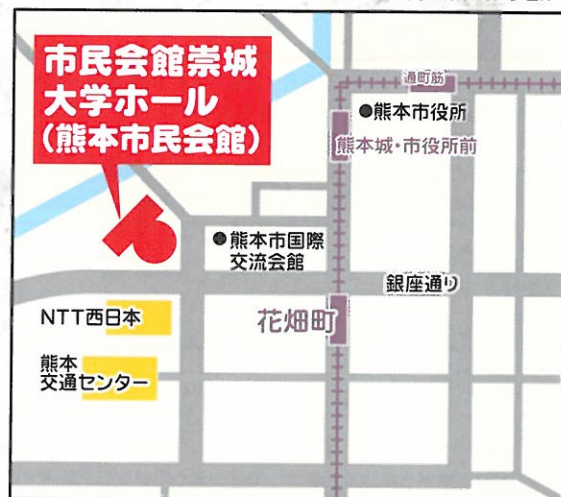 市民会館崇城
大学ホール
(熊本市民会館)
通町筋
●熊本市役所
熊本城・市役所前
●熊本市国際
交流会館
銀座通り
NTT西日本
花畑町
熊本
交通センター